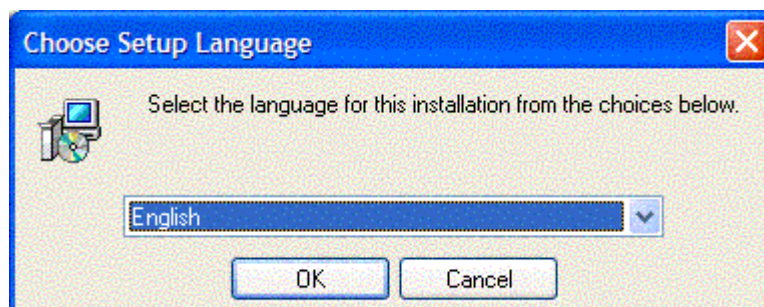 Choose Setup Language
Select the language for this installation from the choices below.
English
OK
Cancel